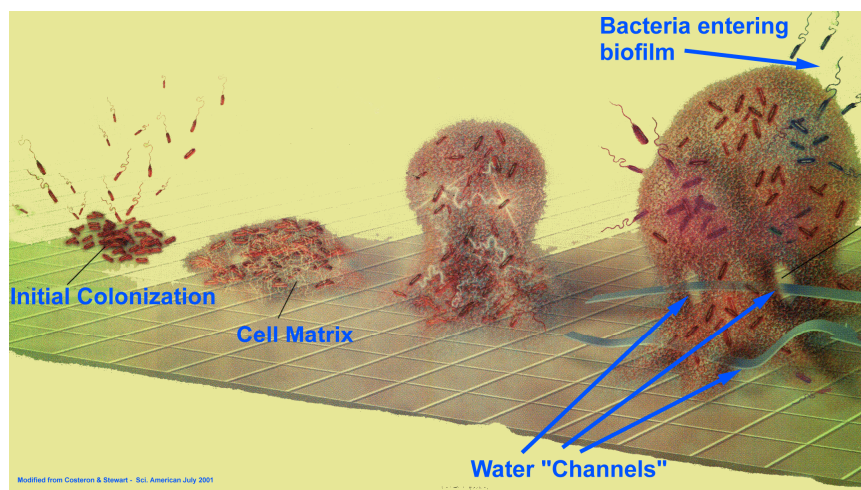 Bacteria entering
biofilm
Initial Colonization
Cell Matrix
Water "Channels"
Modified from Costeron & Stewart - Sci. American July 2001